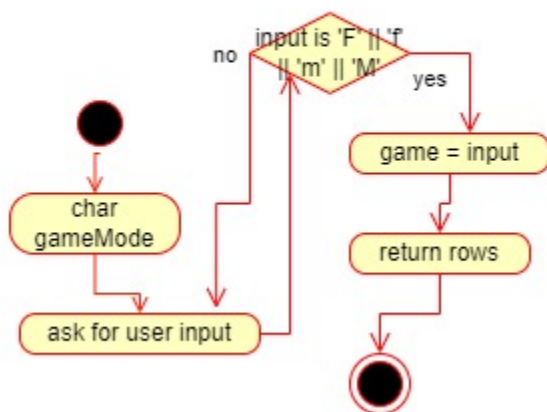 input is 'F' || 'f'
|| 'm' || 'M'
no
yes
char
gameMode
game = input
return rows
ask for user input